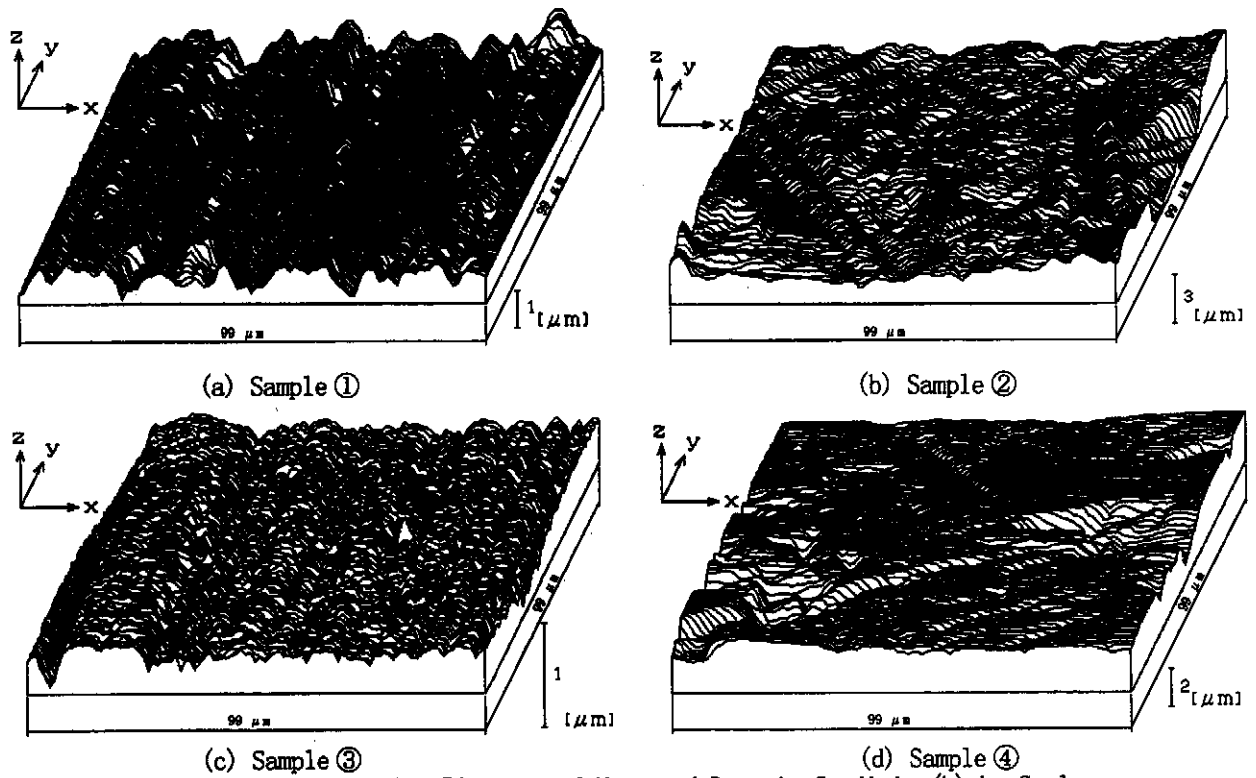 z
y
x
99 μm
99 μm
1
[μm]
(a) Sample ①
z
y
x
99 μm
99 μm
3
[μm]
(b) Sample ②
z
y
x
99 μm
99 μm
1
[μm]
(c) Sample ③
z
y
x
99 μm
99 μm
2
[μm]
(d) Sample ④